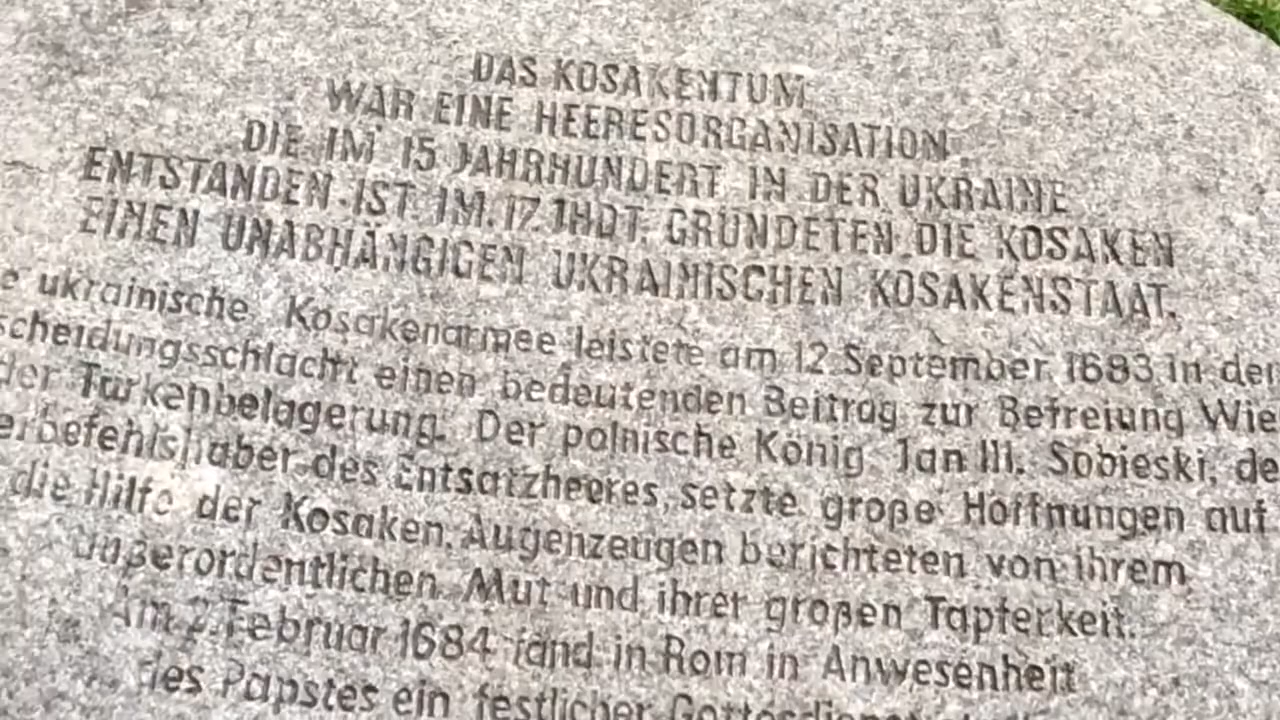 DAS KOSAKENTUM
WAR EINE HEERESORGANISATION
DIE IM 15 JAHRHUNDERT IN DER UKRAINE
ENTSTANDEN IST. IM 17. JHDT. GRÜNDETEN DIE KOSAKEN
EINEN UNABHÄNGIGEN UKRAINISCHEN KOSAKENSTAAT.
e ukrainische Kosakenarmee leistete am 12 September 1683 in der
scheidungsschlacht einen bedeutenden Beitrag zur Befreiung Wie
der Türkenbelagerung. Der polnische König Jan III. Sobieski, de
erbefehlshaber des Entsatzheeres, setzte große Hoffnungen auf
die Hilfe der Kosaken. Augenzeugen berichteten von ihrem
außerordentlichen Mut und ihrer großen Tapferkeit.
Am 2. Februar 1684 fand in Rom in Anwesenheit
des Papstes ein festlicher